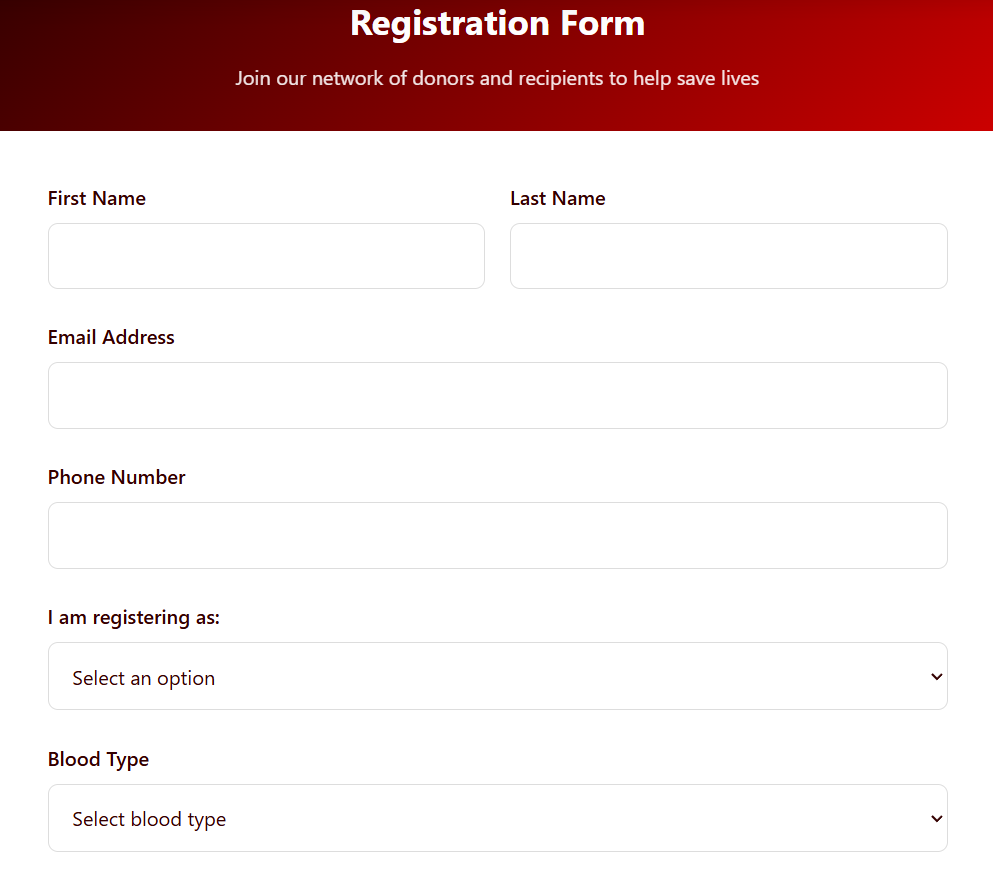 Registration Form
Join our network of donors and recipients to help save lives
First Name
Last Name
Email Address
Phone Number
I am registering as:
Select an option
Blood Type
Select blood type